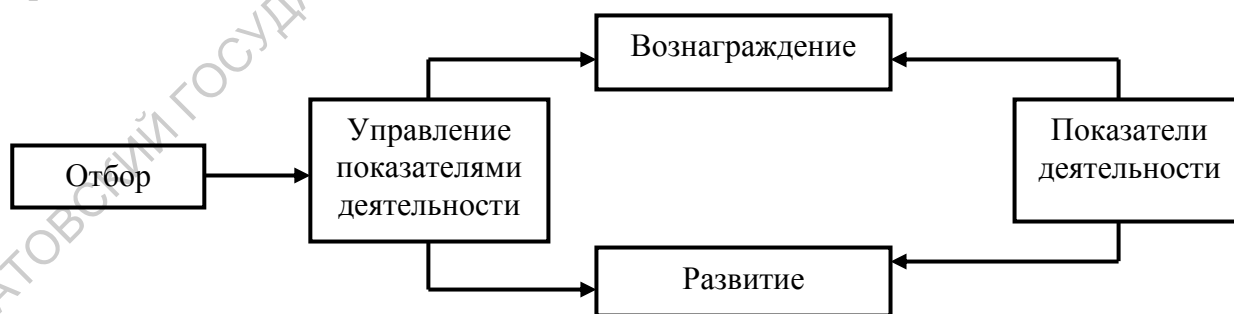 Вознаграждение
Управление
показателями
деятельности
Показатели
деятельности
Отбор
Развитие